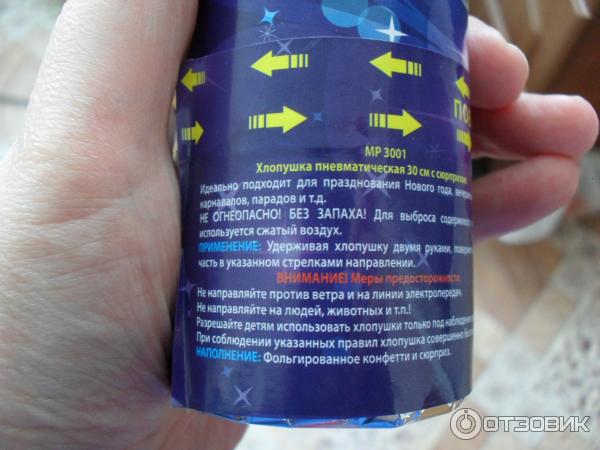 ПО
МР 3001
Хлопушка пневматическая 30 см с сюрпризом
Идеально подходит для празднования Нового года,
карнавалов, парадов и т.д.
НЕ ОГНЕОПАСНО! БЕЗ ЗАПАХА! Для выброса
используется сжатый воздух.
ПРИМЕНЕНИЕ: Удерживая хлопушку двумя руками,
часть в указанном стрелками направлении.
ВНИМАНИЕ! Меры предосторожности:
Не направляйте против ветра и на линии электропередач.
Не направляйте на людей, животных и т.п.!
Разрешайте детям использовать хлопушки только под
При соблюдении указанных правил хлопушка совершенно
НАПОЛНЕНИЕ: Фольгированное конфетти и сюрприз.
ОТЗОВИК